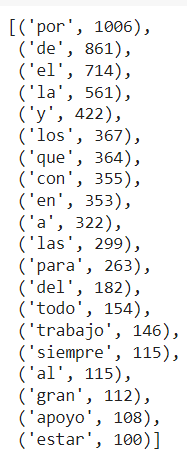 [('por', 1006),
('de', 861),
('el', 714),
('la', 561),
('y', 422),
('los', 367),
('que', 364),
('con', 355),
('en', 353),
('a', 322),
('las', 299),
('para', 263),
('del', 182),
('todo', 154),
('trabajo', 146),
('siempre', 115),
('al', 115),
('gran', 112),
('apoyo', 108),
('estar', 100)]